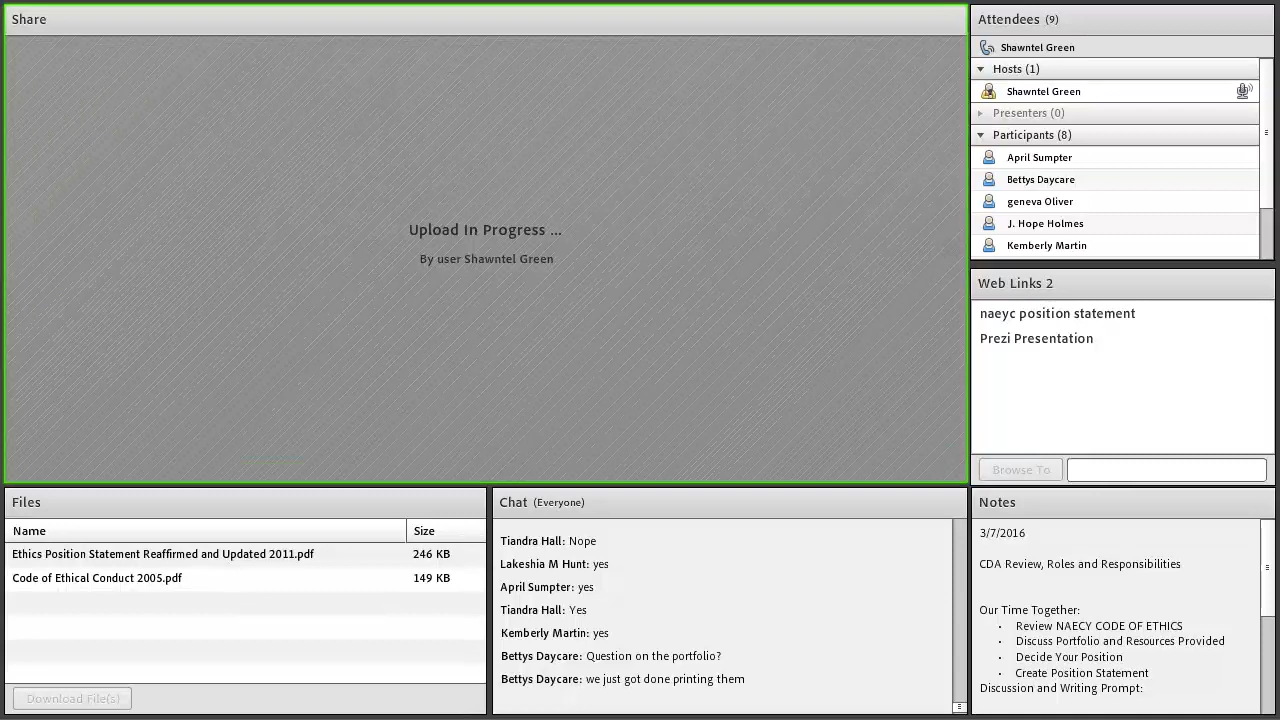 Share
Upload In Progress ...
By user Shawntel Green
Attendees (9)
Shawntel Green
Hosts (1)
Shawntel Green
Presenters (0)
Participants (8)
April Sumpter
Bettys Daycare
geneva Oliver
J. Hope Holmes
Kemberly Martin
Web Links 2
naeyc position statement
Prezi Presentation
Browse To
Files
Name Size
Ethics Position Statement Reaffirmed and Updated 2011.pdf 246 KB
Code of Ethical Conduct 2005.pdf 149 KB
Download File(s)
Chat (Everyone)
Tiandra Hall: Nope
Lakeshia M Hunt: yes
April Sumpter: yes
Tiandra Hall: Yes
Kemberly Martin: yes
Bettys Daycare: Question on the portfolio?
Bettys Daycare: we just got done printing them
Notes
3/7/2016
CDA Review, Roles and Responsibilities
Our Time Together:
• Review NAECY CODE OF ETHICS
• Discuss Portfolio and Resources Provided
• Decide Your Position
• Create Position Statement
Discussion and Writing Prompt: